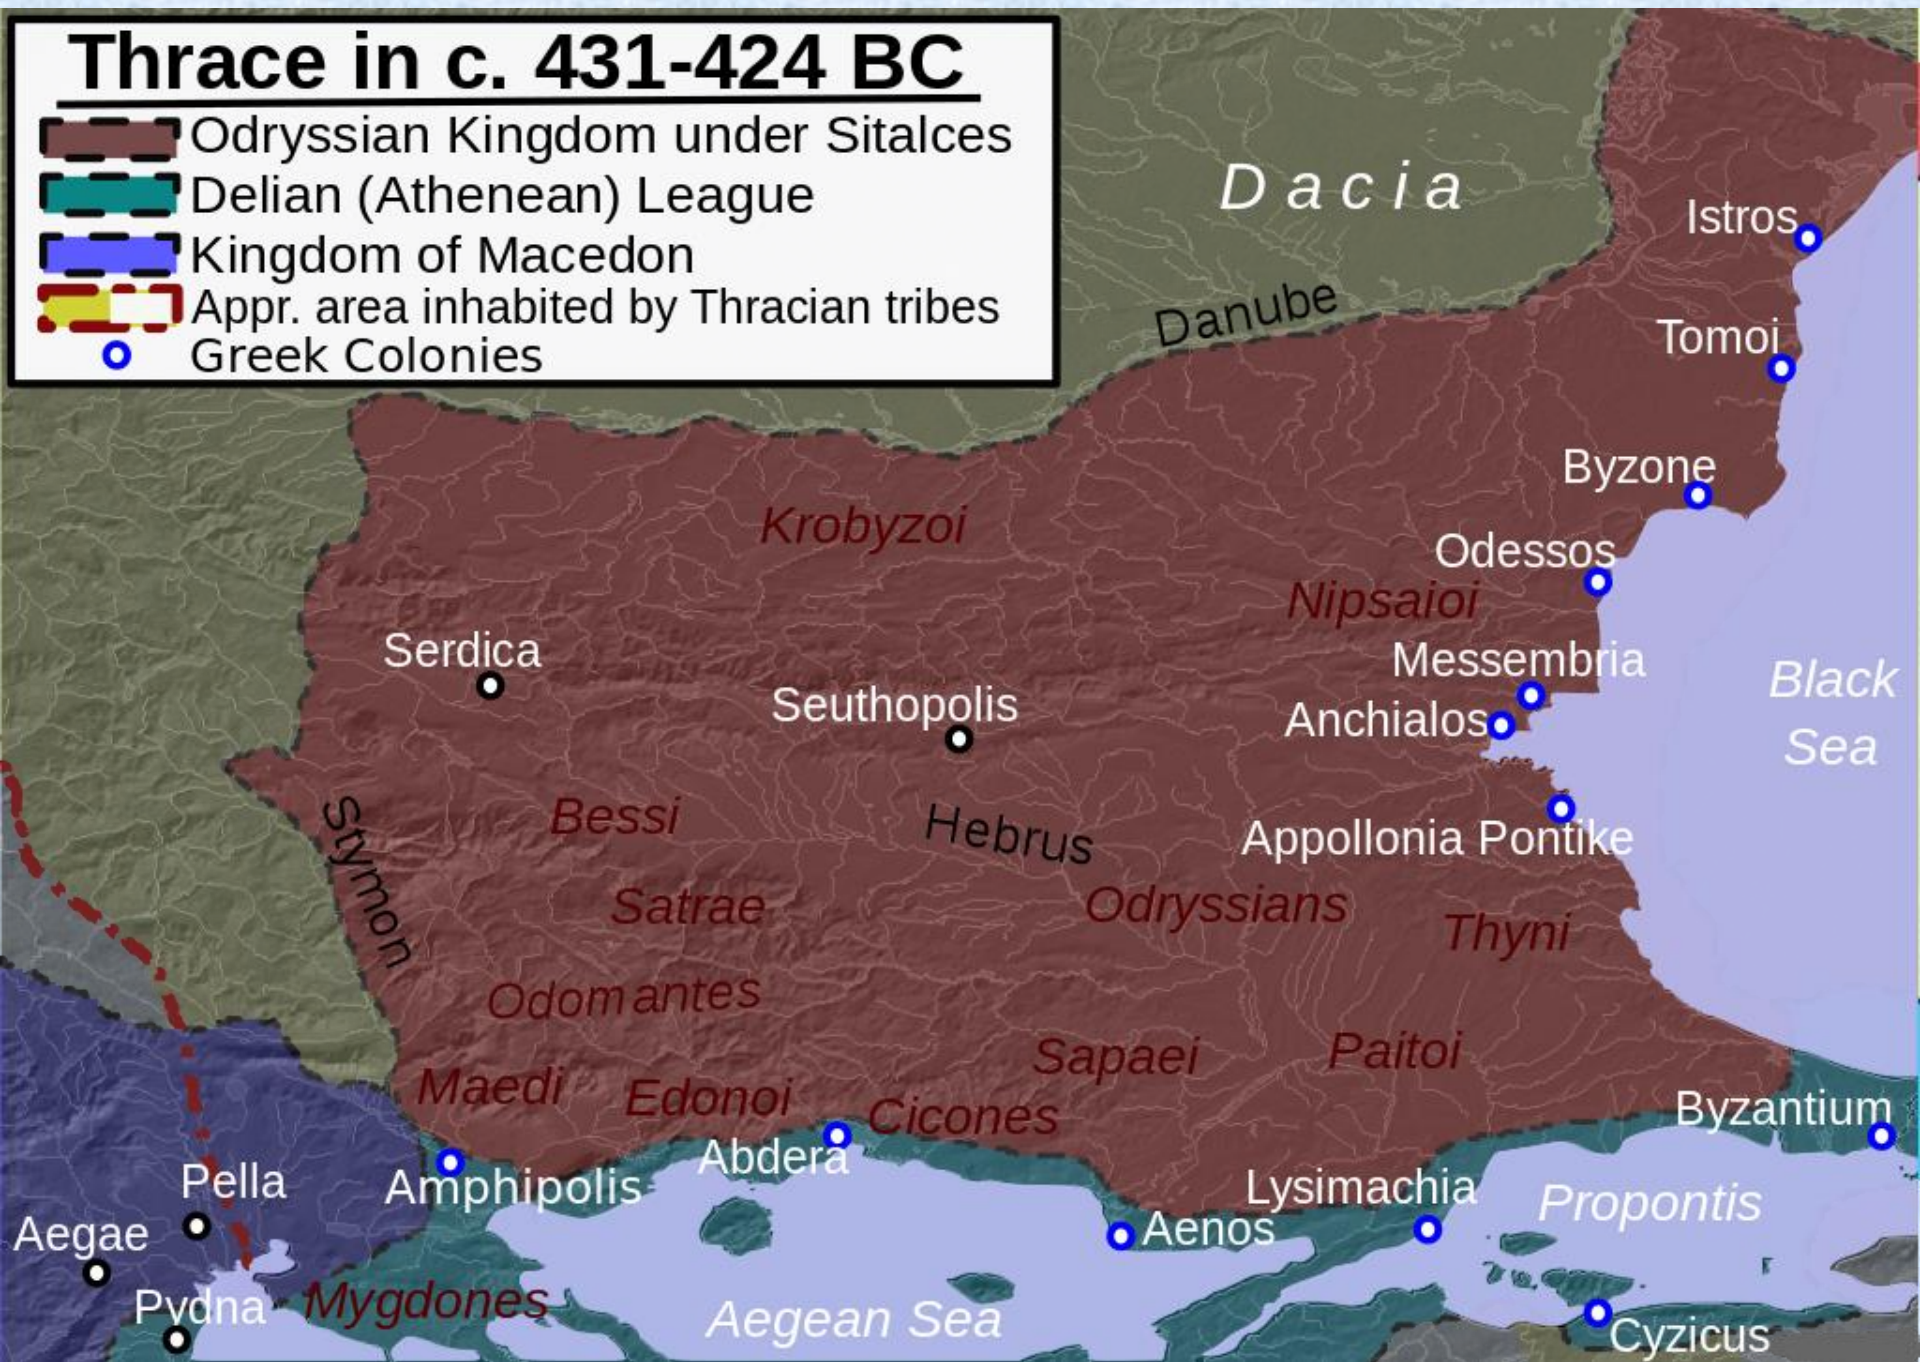 Thrace in c. 431-424 BC
Odryssian Kingdom under Sitalces
Delian (Athenean) League
Kingdom of Macedon
Appr. area inhabited by Thracian tribes
Greek Colonies
Dacia
Istros
Danube
Tomoi
Byzone
Krobyzoi
Odessos
Nipsaioi
Serdica
Messembria
Black
Sea
Seuthopolis
Anchialos
Stymon
Bessi
Hebrus
Appollonia Pontike
Satrae
Odryssians
Thyni
Odomantes
Sapaei
Paitoi
Maedi
Edonoi
Cicones
Byzantium
Abdera
Pella
Amphipolis
Lysimachia
Propontis
Aegae
Aenos
Pydna
Mygdones
Aegean Sea
Cyzicus